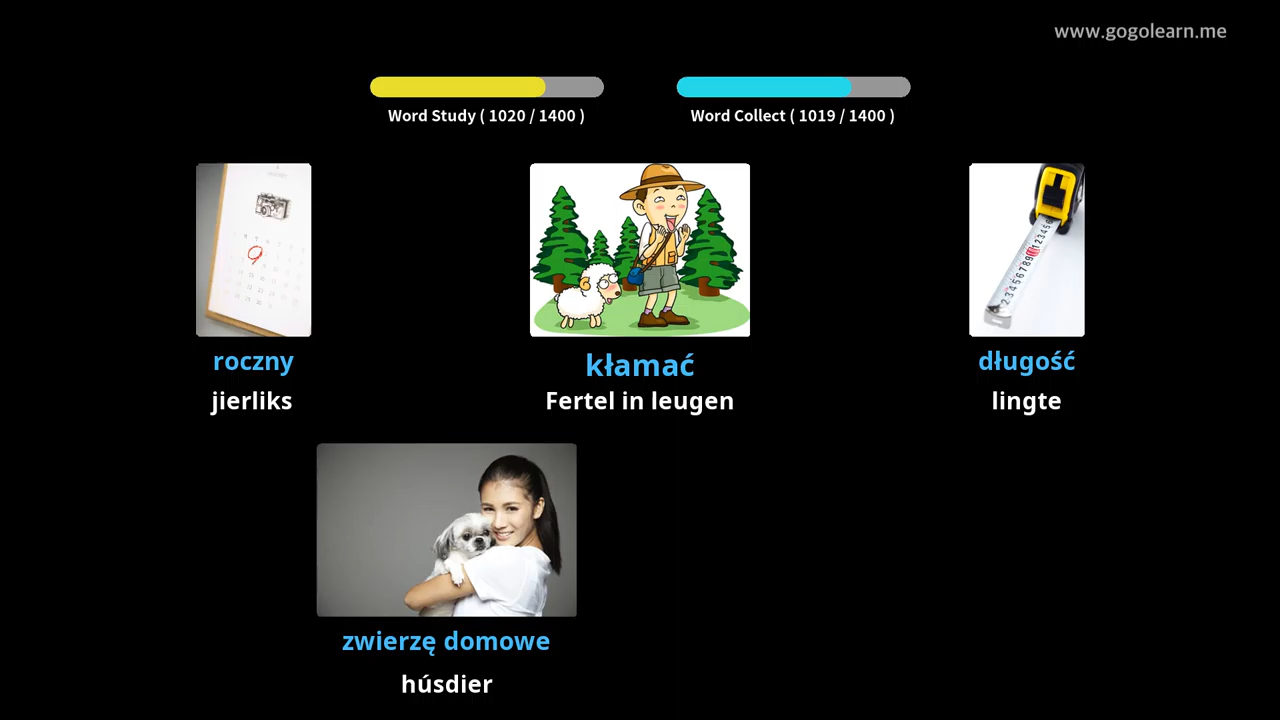 www.gogolearn.me
Word Study ( 1020 / 1400 )
Word Collect ( 1019 / 1400 )
roczny
kłamać
długość
jierliks
Fertel in leugen
lingte
zwierzę domowe
húsdier